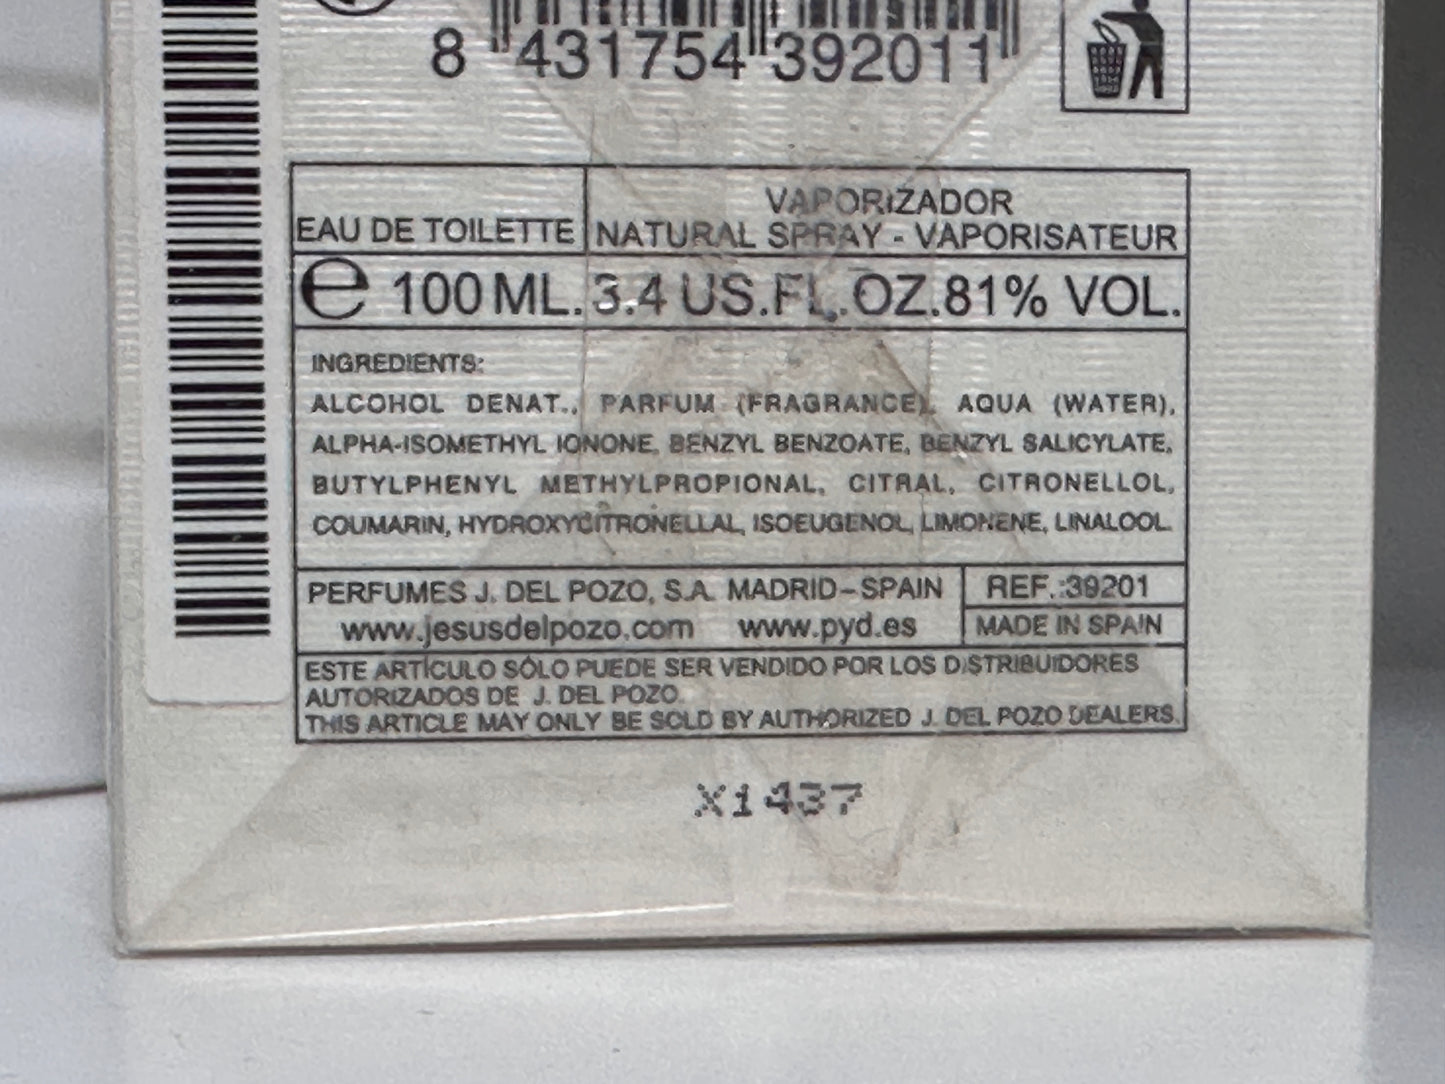 8 431754 392011
EAU DE TOILETTE
VAPORIZADOR
NATURAL SPRAY - VAPORISATEUR
℮ 100 ML. 3.4 US.FL.OZ.81% VOL.
INGREDIENTS:
ALCOHOL DENAT., PARFUM (FRAGRANCE), AQUA (WATER),
ALPHA-ISOMETHYL IONONE, BENZYL BENZOATE, BENZYL SALICYLATE,
BUTYLPHENYL METHYLPROPIONAL, CITRAL, CITRONELLOL,
COUMARIN, HYDROXYCITRONELLAL, ISOEUGENOL, LIMONENE, LINALOOL.
PERFUMES J. DEL POZO, S.A. MADRID-SPAIN
www.jesusdelpozo.com www.pyd.es
REF.:39201
MADE IN SPAIN
ESTE ARTÍCULO SÓLO PUEDE SER VENDIDO POR LOS DISTRIBUIDORES
AUTORIZADOS DE J. DEL POZO.
THIS ARTICLE MAY ONLY BE SOLD BY AUTHORIZED J. DEL POZO DEALERS.
X1437